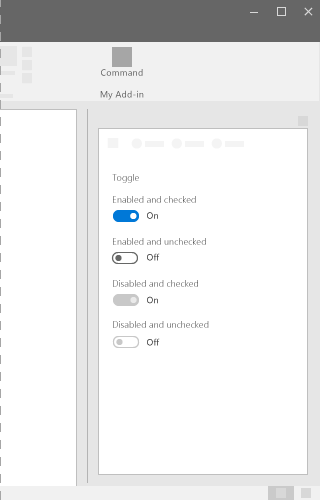 Command
My Add-in
Toggle
Enabled and checked
On
Enabled and unchecked
Off
Disabled and checked
On
Disabled and unchecked
Off